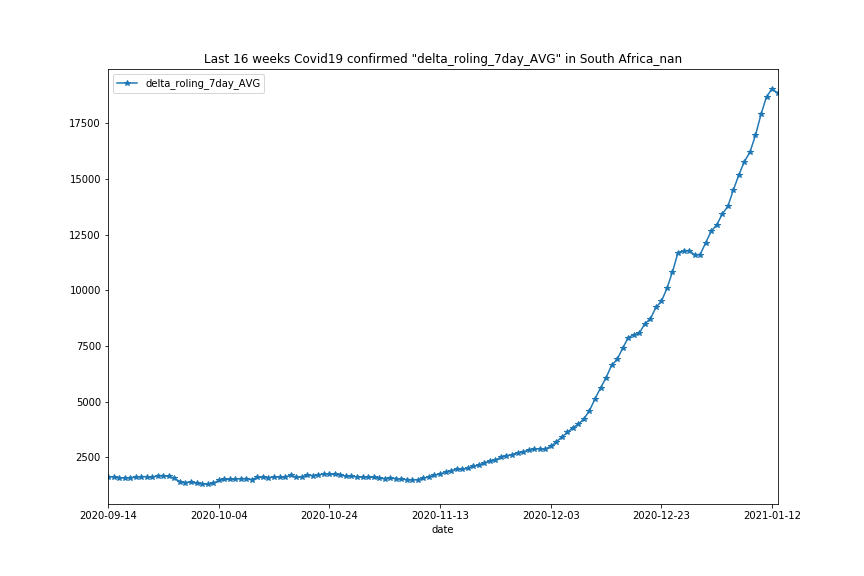 Last 16 weeks Covid19 confirmed "delta_roling_7day_AVG" in South Africa_nan
delta_roling_7day_AVG
17500
15000
12500
10000
7500
5000
2500
2020-09-14 2020-10-04 2020-10-24 2020-11-13 2020-12-03 2020-12-23 2021-01-12
date